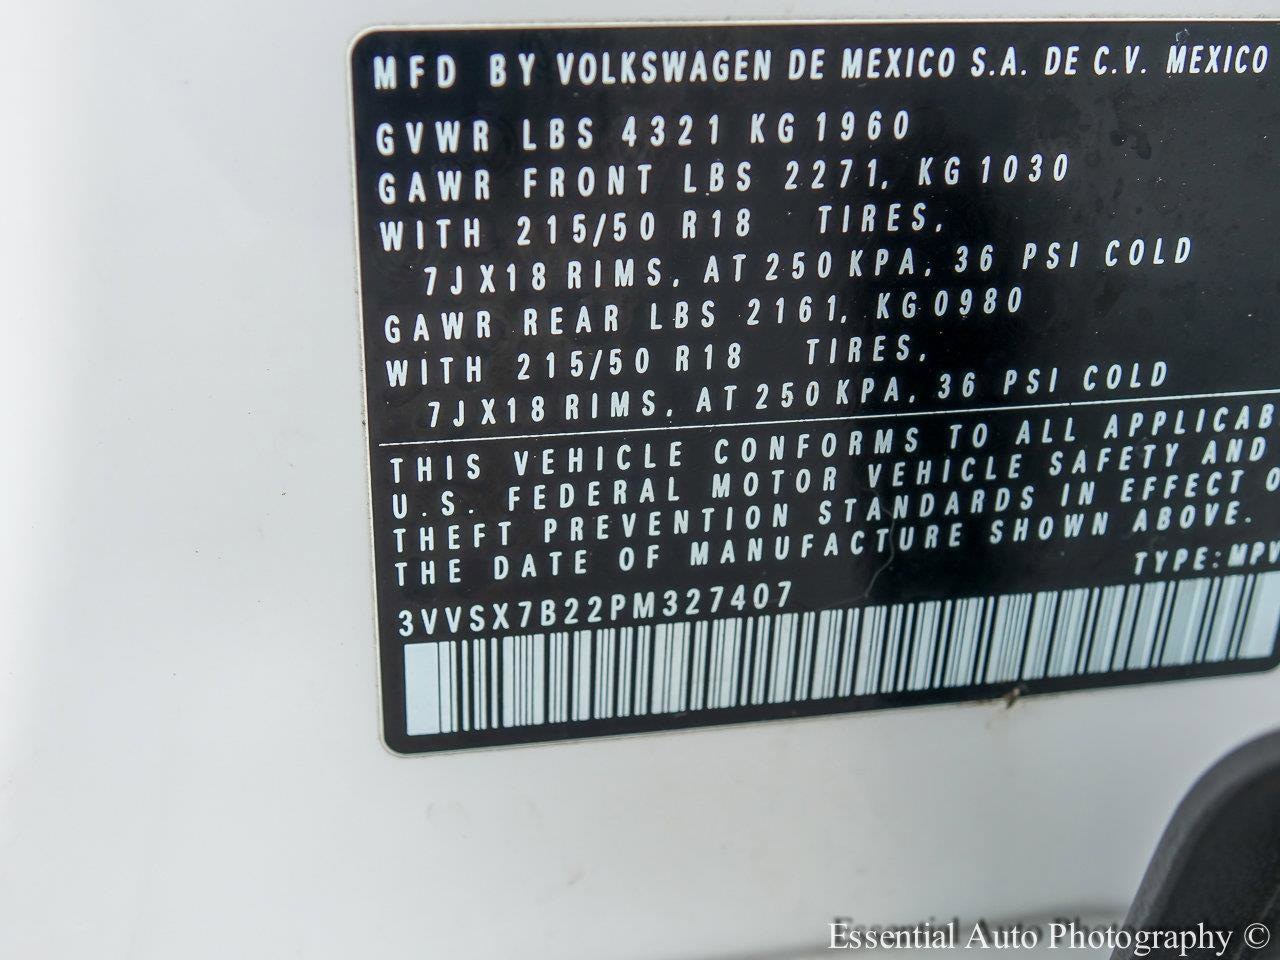 MFD BY VOLKSWAGEN DE MEXICO S.A. DE C.V. MEXICO
GVWR LBS 4321 KG 1960
GAWR FRONT LBS 2271, KG 1030
WITH 215/50 R18 TIRES,
7JX18 RIMS, AT 250 KPA, 36 PSI COLD
GAWR REAR LBS 2161, KG 0980
WITH 215/50 R18 TIRES,
7JX18 RIMS, AT 250 KPA, 36 PSI COLD
THIS VEHICLE CONFORMS TO ALL
U.S. FEDERAL MOTOR VEHICLE SAFETY AND
THEFT PREVENTION STANDARDS IN EFFECT
THE DATE OF MANUFACTURE SHOWN ABOVE.
TYPE: MPV
3VVSX7B22PM327407
Essential Auto Photography ©